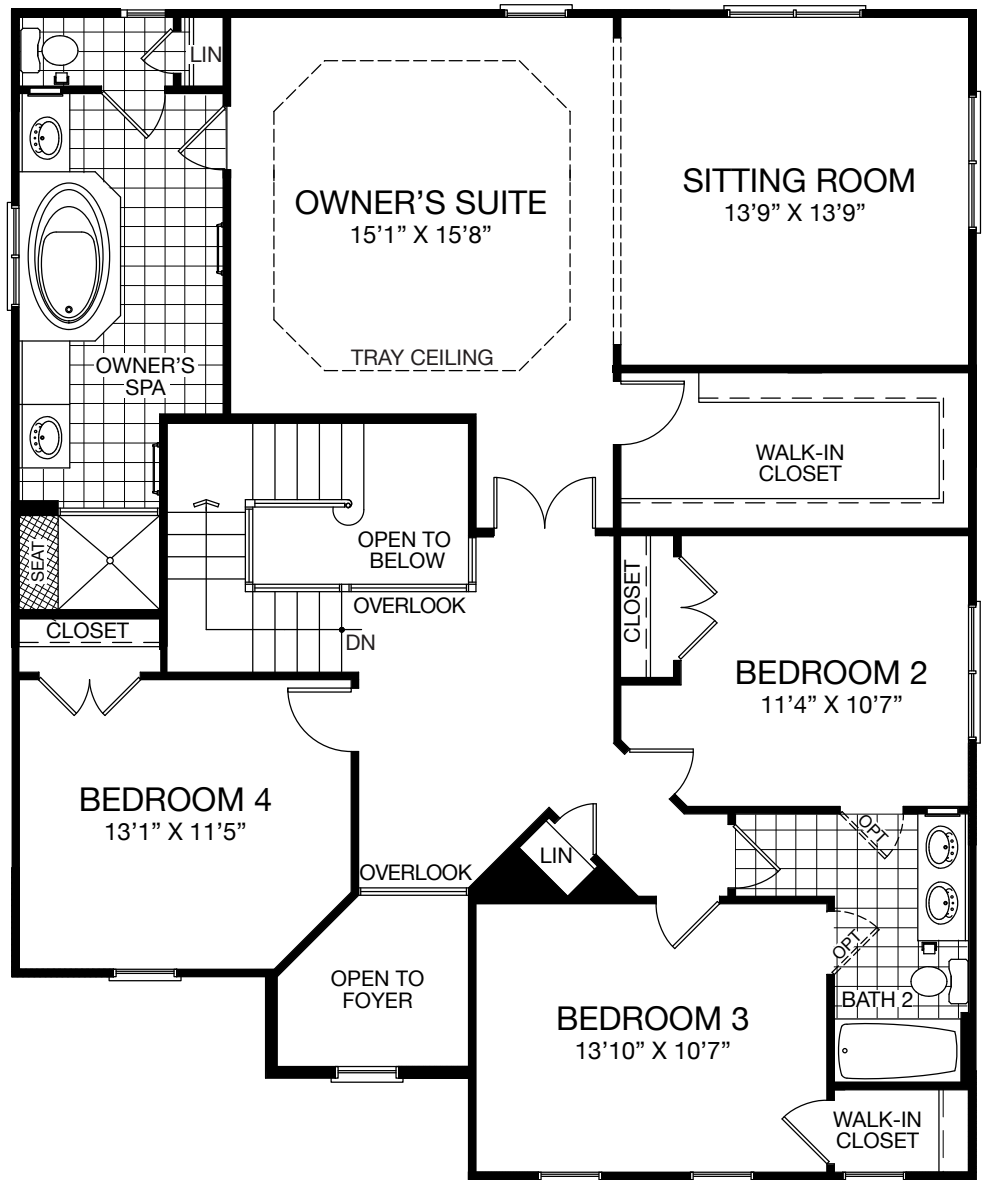 LIN
OWNER’S SUITE
15’1” X 15’8”
TRAY CEILING
SITTING ROOM
13’9” X 13’9”
OWNER’S
SPA
WALK-IN
CLOSET
SEAT
OPEN TO
BELOW
OVERLOOK
DN
CLOSET
CLOSET
BEDROOM 2
11’4” X 10’7”
BEDROOM 4
13’1” X 11’5”
OPT
LIN
OVERLOOK
OPEN TO
FOYER
OPT
BATH 2
BEDROOM 3
13’10” X 10’7”
WALK-IN
CLOSET